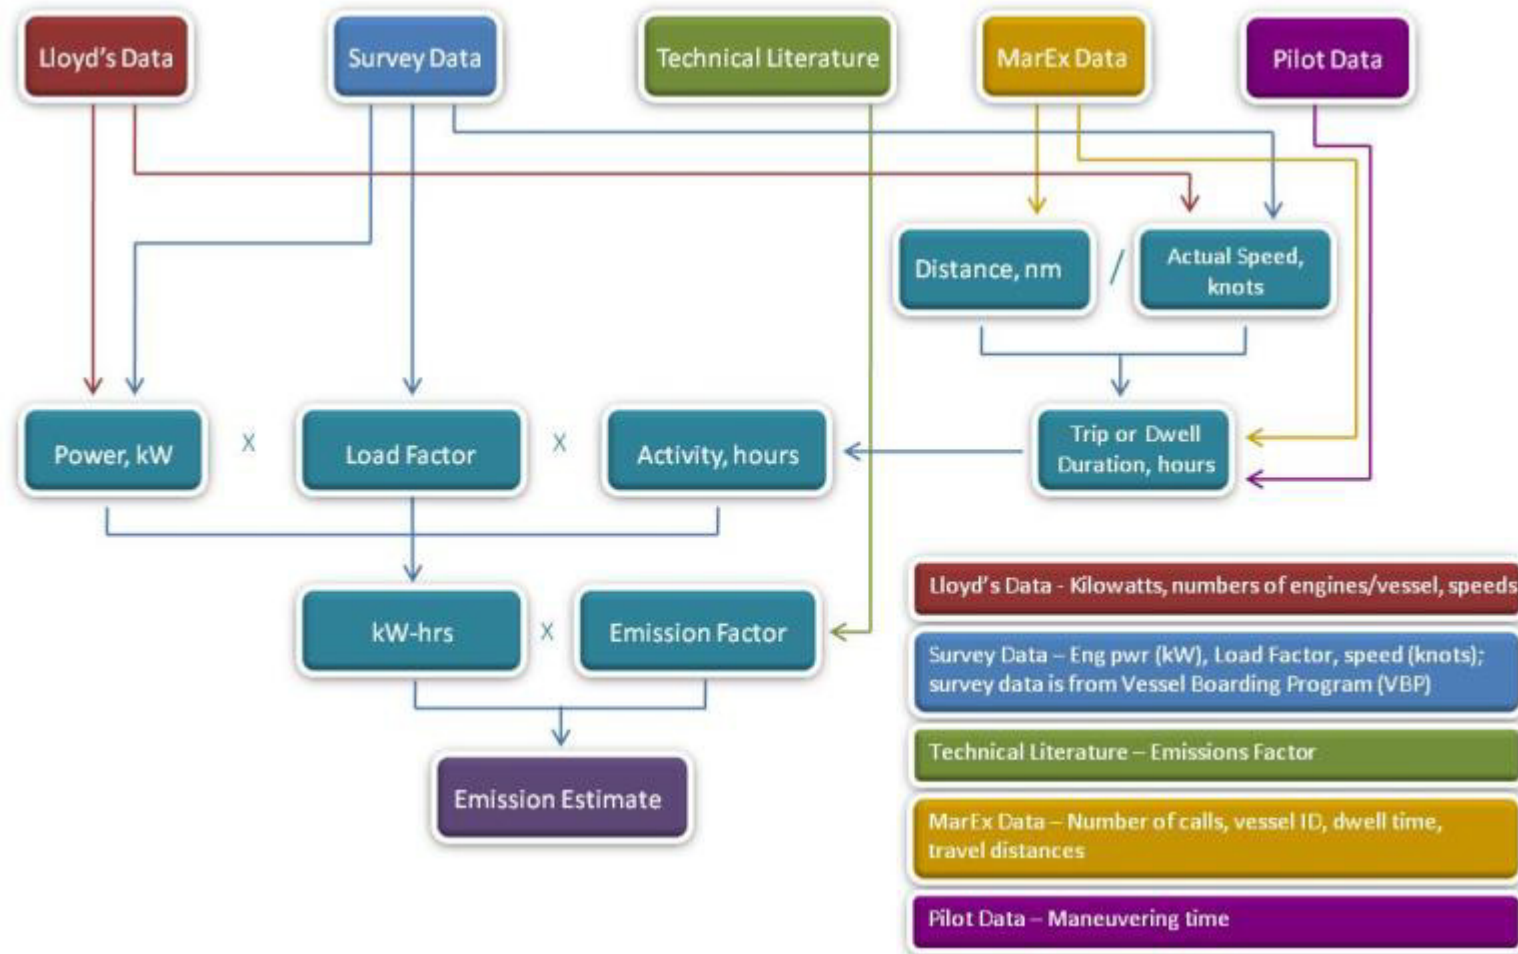 Lloyd's Data
Survey Data
Technical Literature
MarEx Data
Pilot Data
Distance, nm
/
Actual Speed,
knots
Power, kW
X
Load Factor
X
Activity, hours
Trip or Dwell
Duration, hours
kW-hrs
X
Emission Factor
Emission Estimate
Lloyd's Data - Kilowatts, numbers of engines/vessel, speeds
Survey Data – Eng pwr (kW), Load Factor, speed (knots);
survey data is from Vessel Boarding Program (VBP)
Technical Literature – Emissions Factor
MarEx Data – Number of calls, vessel ID, dwell time,
travel distances
Pilot Data – Maneuvering time